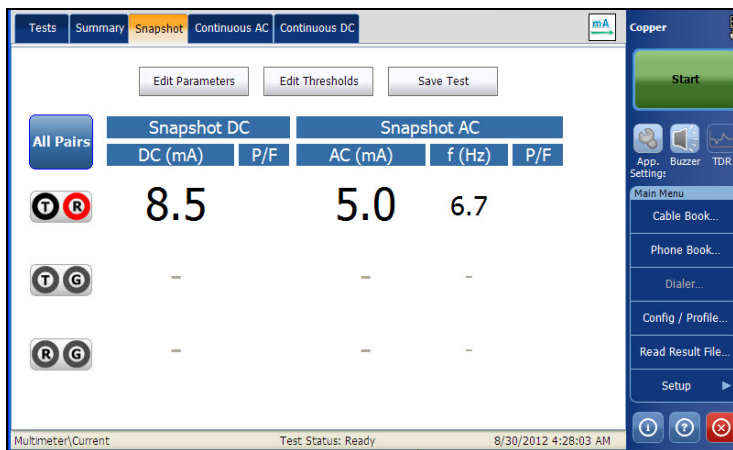 Tests Summary Snapshot Continuous AC Continuous DC mA Copper
Edit Parameters Edit Thresholds Save Test Start
All Pairs Snapshot DC Snapshot AC
DC (mA) P/F AC (mA) f (Hz) P/F
App. Settings Buzzer TDR
T R 8.5 5.0 6.7
T G – – –
R G – – –
Main Menu
Cable Book...
Phone Book...
Dialer...
Config / Profile...
Read Result File...
Setup
Multimeter\Current Test Status: Ready 8/30/2012 4:28:03 AM